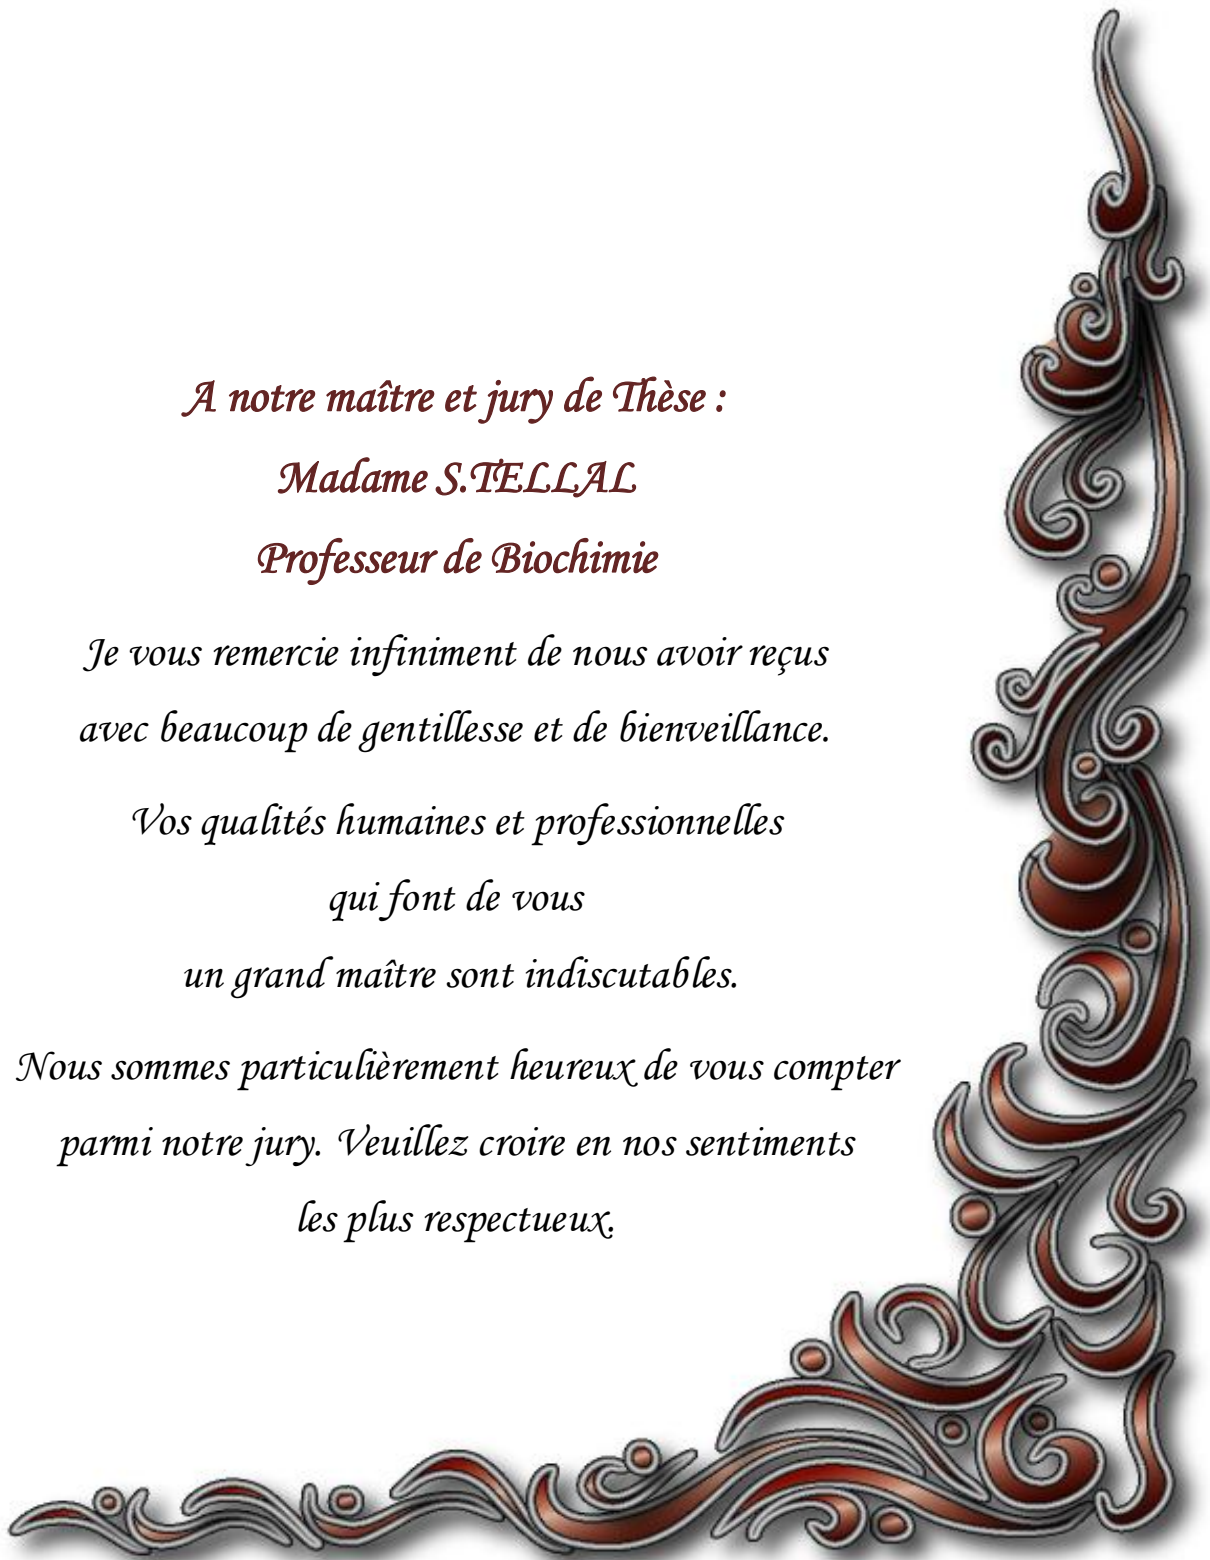 A notre maître et jury de Thèse :
Madame S.TELLAL
Professeur de Biochimie
Je vous remercie infiniment de nous avoir reçus
avec beaucoup de gentillesse et de bienveillance.
Vos qualités humaines et professionnelles
qui font de vous
un grand maître sont indiscutables.
Nous sommes particulièrement heureux de vous compter
parmi notre jury. Veuillez croire en nos sentiments
les plus respectueux.